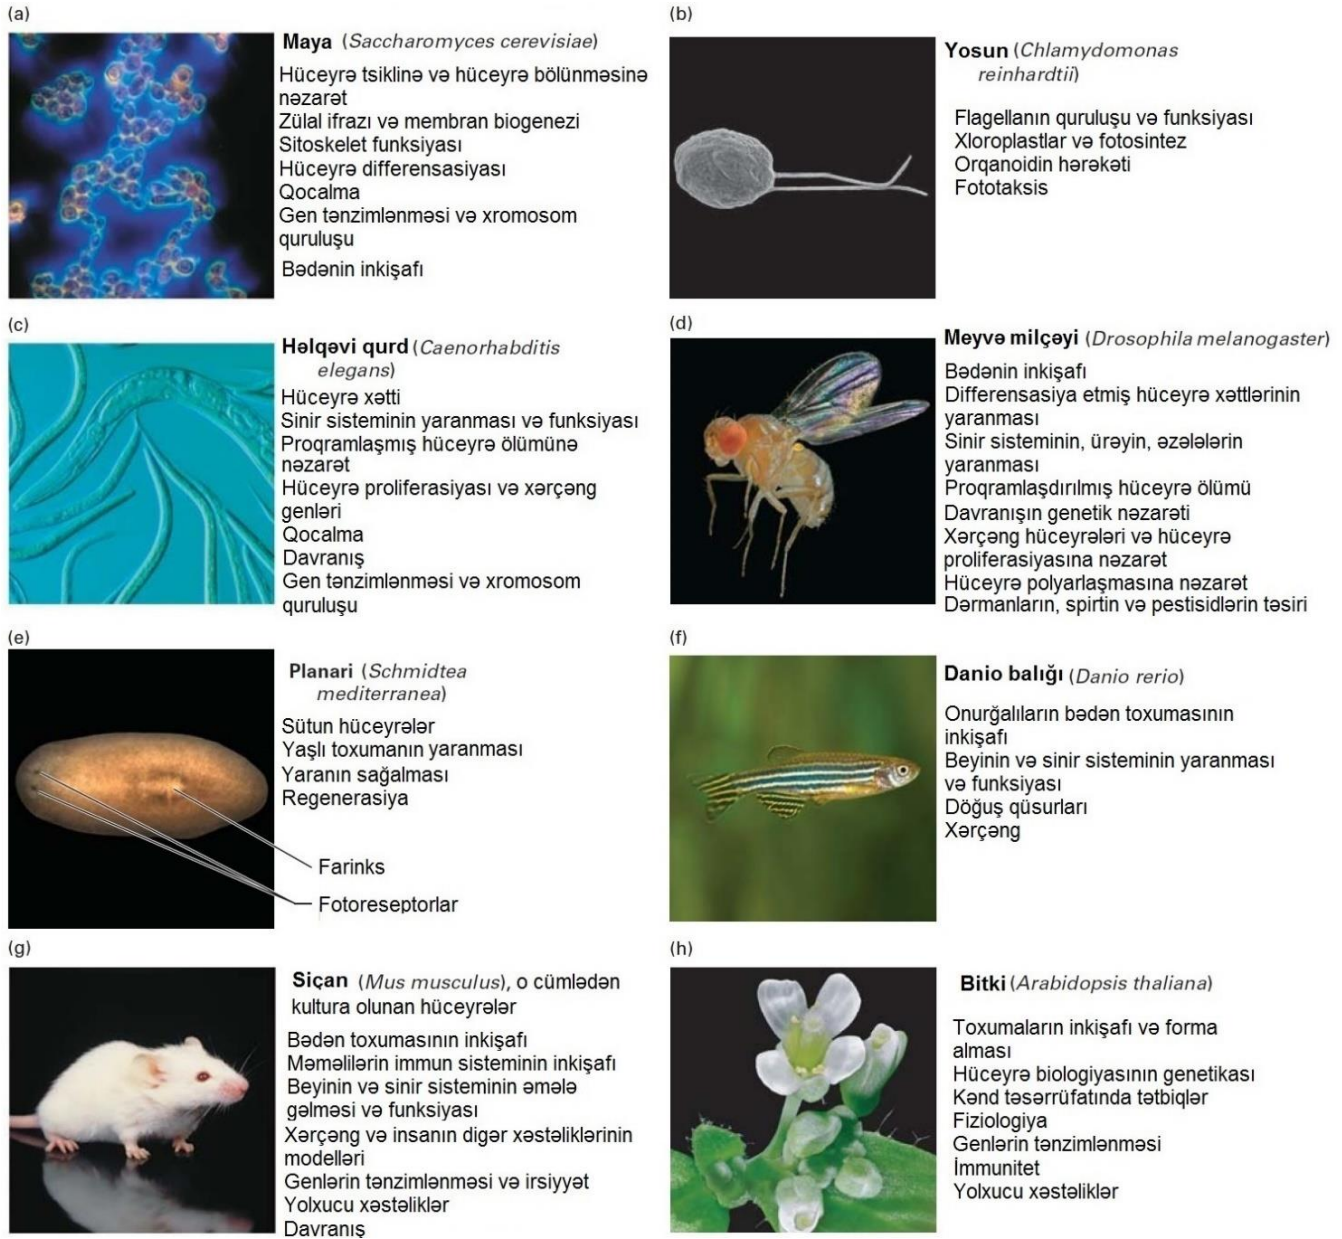 (a)
Maya (Saccharomyces cerevisiae)
Hüceyrə tsiklinə və hüceyrə bölünməsinə
nəzarət
Zülal ifrazı və membran biogenezi
Sitoskelet funksiyası
Hüceyrə differensasiyası
Qocalma
Gen tənzimlənməsi və xromosom
quruluşu
Bədənin inkişafı
(b)
Yosun (Chlamydomonas
reinhardtii)
Flagellanın quruluşu və funksiyası
Xloroplastlar və fotosintez
Orqanoidin hərəkəti
Fototaksis
(c)
Həlqəvi qurd (Caenorhabditis
elegans)
Hüceyrə xətti
Sinir sisteminin yaranması və funksiyası
Proqramlaşmış hüceyrə ölümünə
nəzarət
Hüceyrə proliferasiyası və xərçəng
genləri
Qocalma
Davranış
Gen tənzimlənməsi və xromosom
quruluşu
(d)
Meyvə milçəyi (Drosophila melanogaster)
Bədənin inkişafı
Differensasiya etmiş hüceyrə xəttlərinin
yaranması
Sinir sisteminin, ürəyin, əzələlərin
yaranması
Proqramlaşdırılmış hüceyrə ölümü
Davranışın genetik nəzarəti
Xərçəng hüceyrələri və hüceyrə
proliferasiyasına nəzarət
Hüceyrə polyarlaşmasına nəzarət
Dərmanların, spirtin və pestisidlərin təsiri
(e)
Planari (Schmidtea
mediterranea)
Sütun hüceyrələr
Yaşlı toxumanın yaranması
Yaranın sağalması
Regenerasiya
Farinks
Fotoreseptorlar
(f)
Danio balığı (Danio rerio)
Onurğalıların bədən toxumasının
inkişafı
Beyinin və sinir sisteminin yaranması
və funksiyası
Döğuş qüsurları
Xərçəng
(g)
Siçan (Mus musculus), o cümlədən
kultura olunan hüceyrələr
Bədən toxumasının inkişafı
Məməlilərin immun sisteminin inkişafı
Beyinin və sinir sisteminin əmələ
gəlməsi və funksiyası
Xərçəng və insanın digər xəstəliklərinin
modelləri
Genlərin tənzimlənməsi və irsiyyət
Yolxucu xəstəliklər
Davranış
(h)
Bitki (Arabidopsis thaliana)
Toxumaların inkişafı və forma
alması
Hüceyrə biologiyasının genetikası
Kənd təsərrüfatında tətbiqlər
Fiziologiya
Genlərin tənzimlənməsi
İmmunitet
Yolxucu xəstəliklər